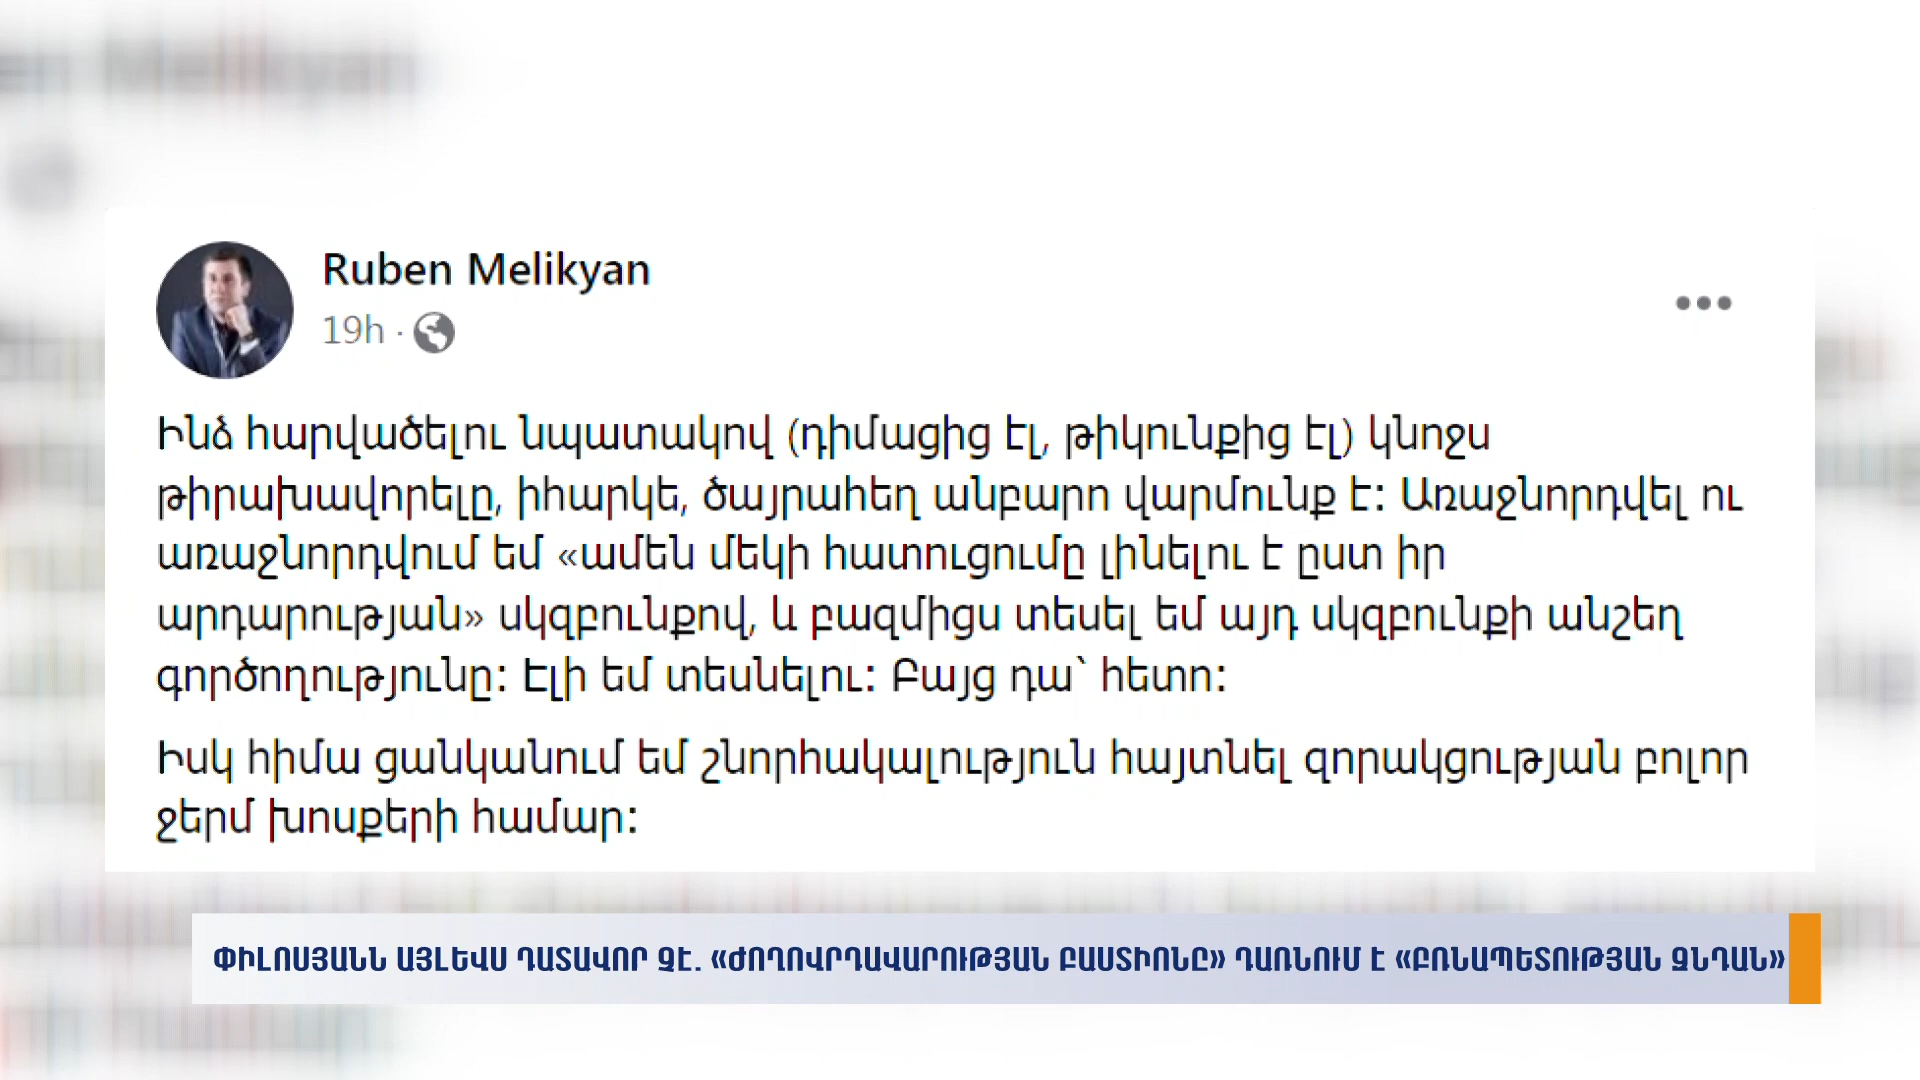 Ruben Melikyan
19h ·
Ինձ հարվածելու նպատակով (դիմացից էլ, թիկունքից էլ) կնոջս
թիրախավորելը, իհարկե, ծայրահեղ անբարո վարմունք է: Առաջնորդվել ու
առաջնորդվում եմ «ամեն մեկի հատուցումը լինելու է ըստ իր
արդարության» սկզբունքով, և բազմիցս տեսել եմ այդ սկզբունքի անշեղ
գործողությունը: Էլի եմ տեսնելու: Բայց դա՝ հետո:
Իսկ հիմա ցանկանում եմ շնորհակալություն հայտնել զորակցության բոլոր
ջերմ խոսքերի համար:
ՓԻԼՈՍՅԱՆՆ ԱՅԼԵՎՍ ԴԱՏԱՎՈՐ ՉԷ. «ԺՈՂՈՎՐԴԱՎԱՐՈՒԹՅԱՆ ԲԱՍՏԻՈՆԸ» ԴԱՌՆՈՒՄ Է «ԲՌՆԱՊԵՏՈՒԹՅԱՆ ԶՆԴԱՆ»